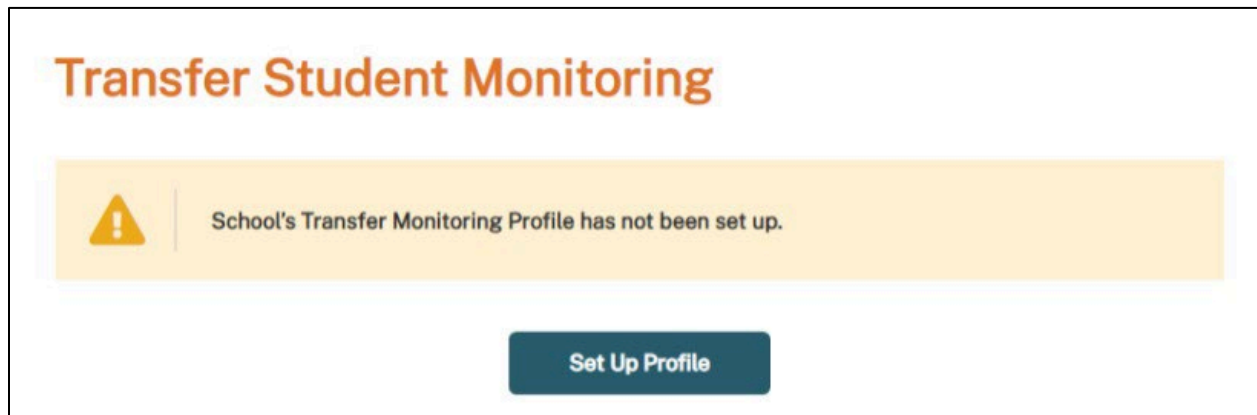 Transfer Student Monitoring
School's Transfer Monitoring Profile has not been set up.
Set Up Profile